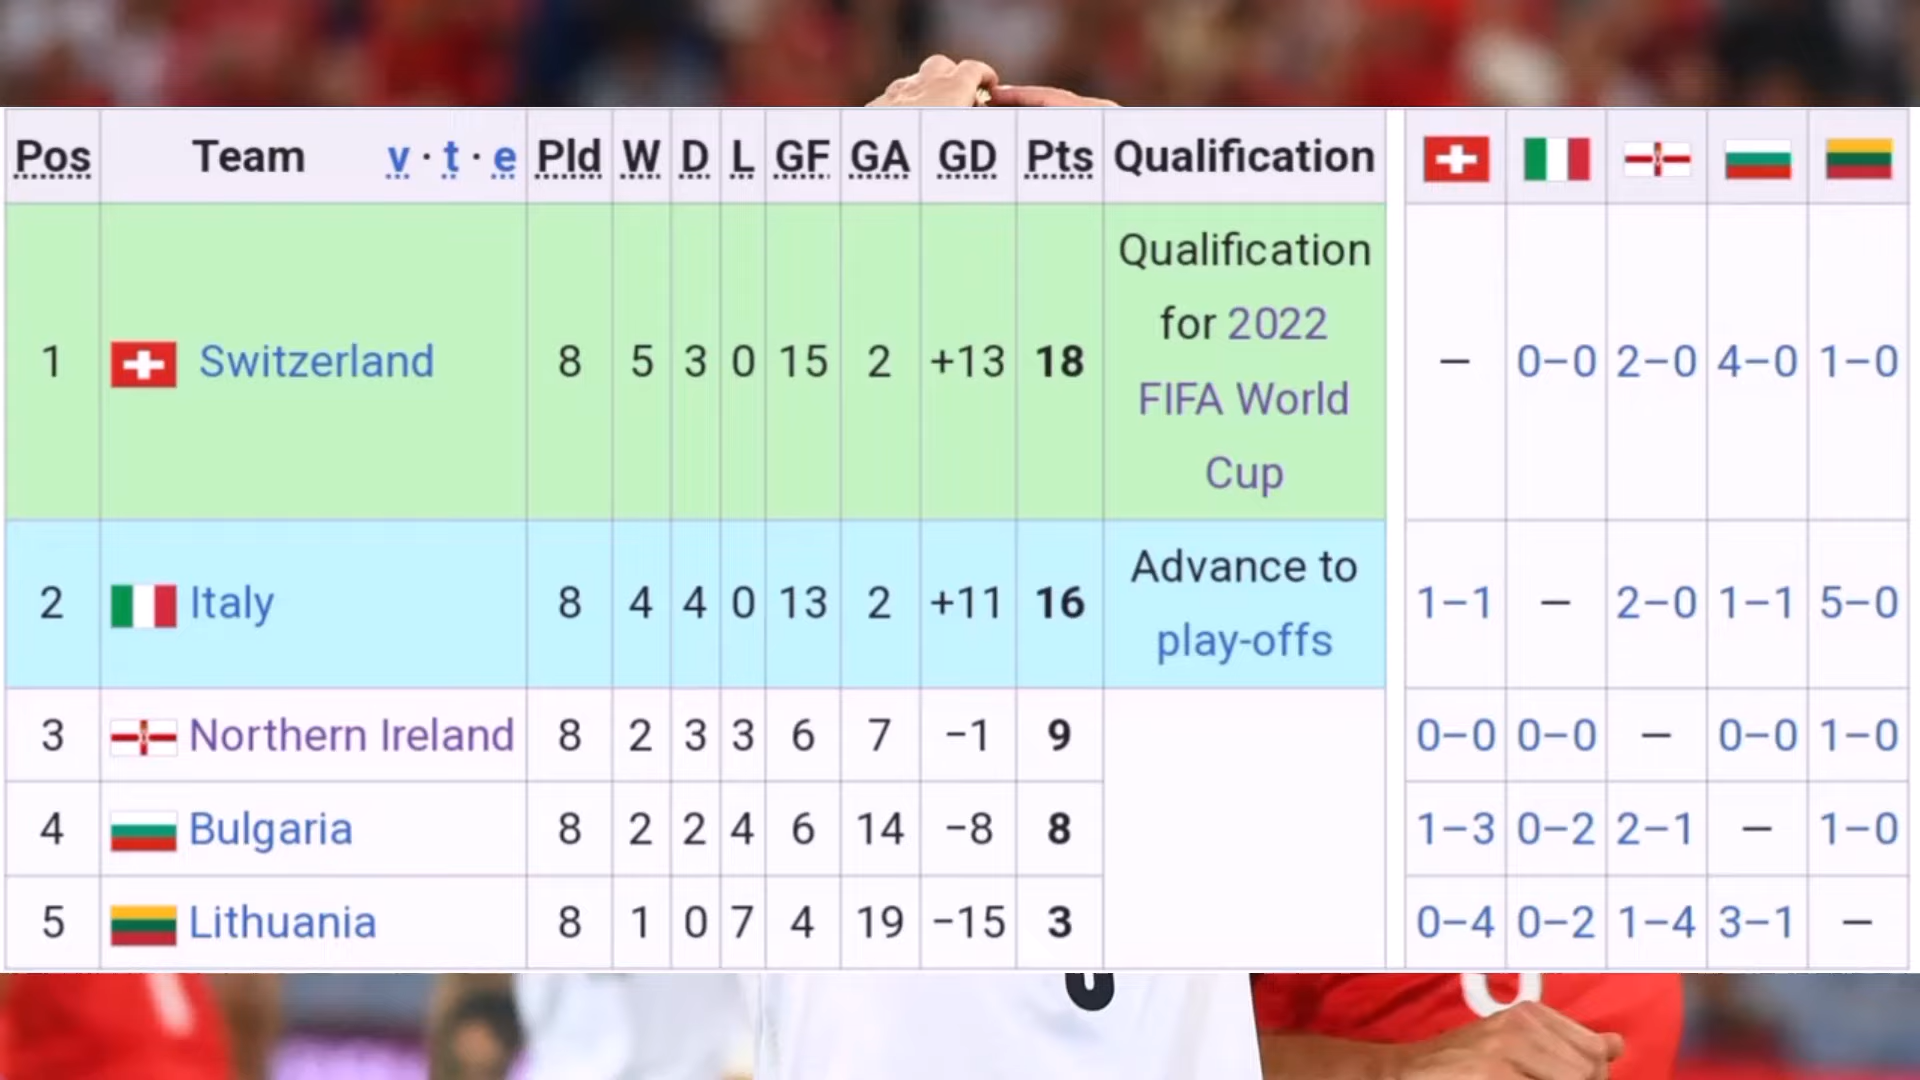 Pos Team v · t · e Pld W D L GF GA GD Pts Qualification
1 Switzerland 8 5 3 0 15 2 +13 18 Qualification for 2022 FIFA World Cup — 0–0 2–0 4–0 1–0
2 Italy 8 4 4 0 13 2 +11 16 Advance to play-offs 1–1 — 2–0 1–1 5–0
3 Northern Ireland 8 2 3 3 6 7 −1 9 0–0 0–0 — 0–0 1–0
4 Bulgaria 8 2 2 4 6 14 −8 8 1–3 0–2 2–1 — 1–0
5 Lithuania 8 1 0 7 4 19 −15 3 0–4 0–2 1–4 3–1 —